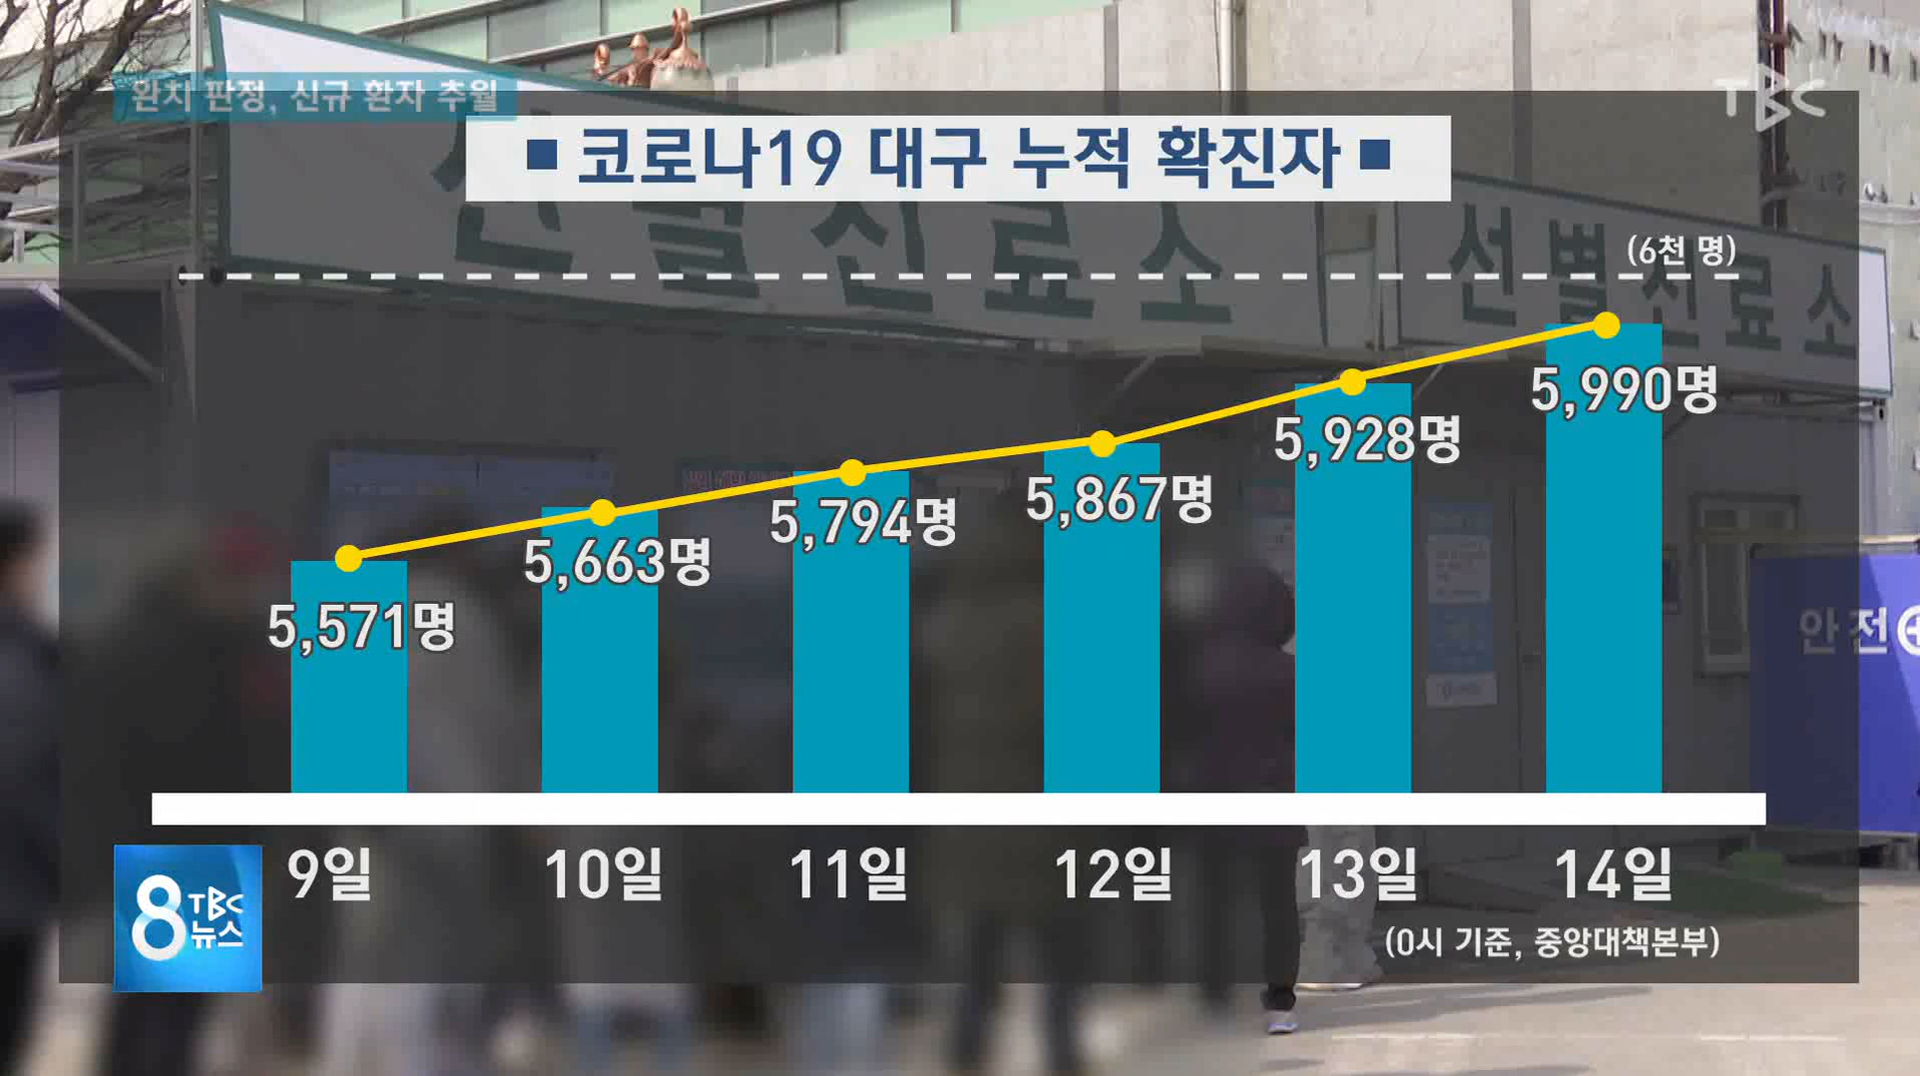 완치 판정, 신규 환자 추월
TBC
■ 코로나19 대구 누적 확진자 ■
선별진료소
선별진료소
(6천 명)
5,571명
5,663명
5,794명
5,867명
5,928명
5,990명
안전
9일
10일
11일
12일
13일
14일
(0시 기준, 중앙대책본부)
8 TBC 뉴스